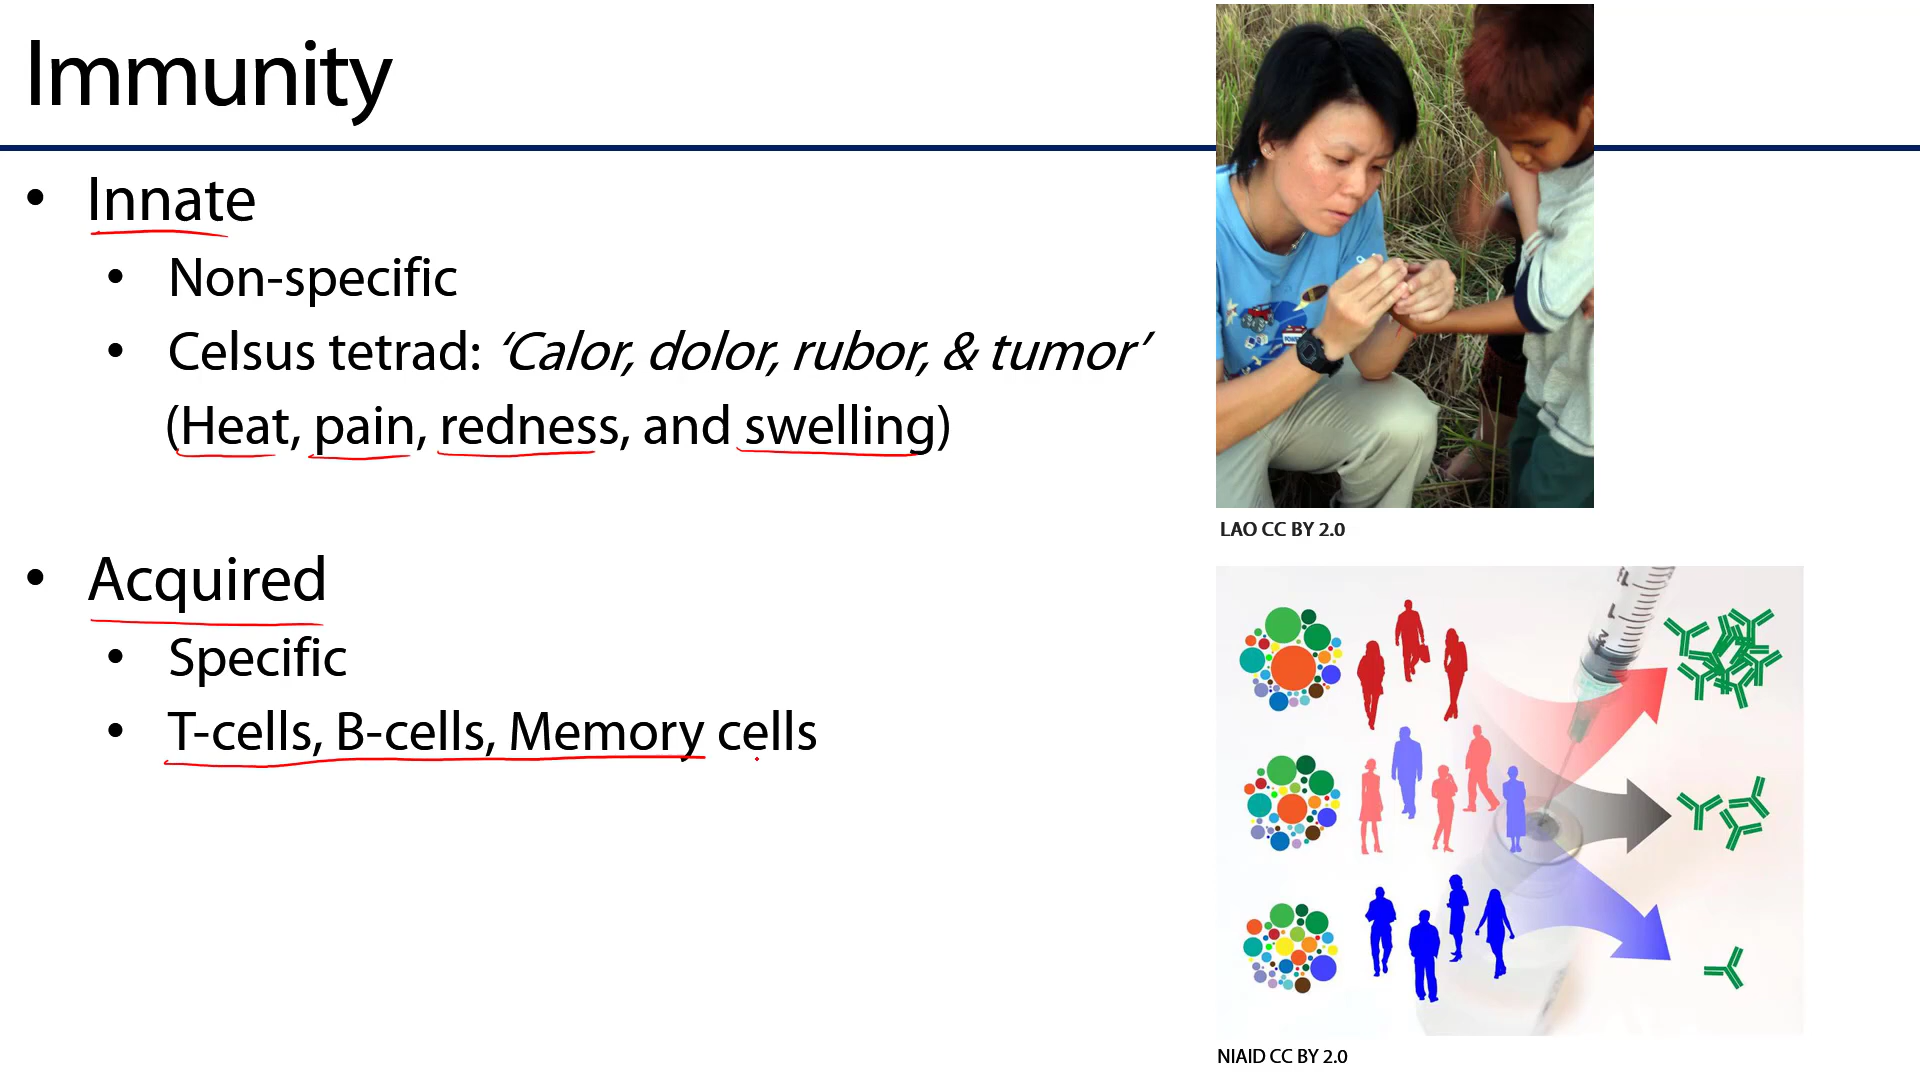 Immunity
• Innate
• Non-specific
• Celsus tetrad: ‘Calor, dolor, rubor, & tumor’
(Heat, pain, redness, and swelling)
• Acquired
• Specific
• T-cells, B-cells, Memory cells
LAO CC BY 2.0
NIAID CC BY 2.0